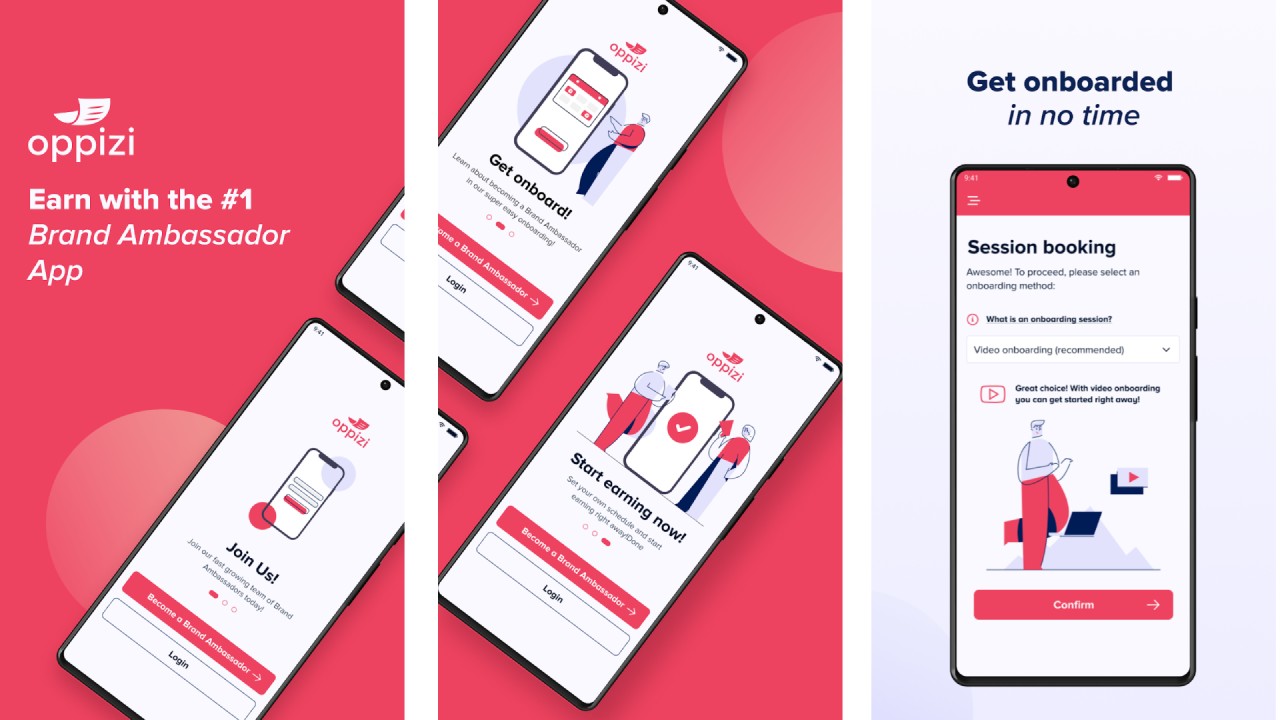 oppizi
Earn with the #1
Brand Ambassador
App
9:41
oppizi
Join Us!
Join our fast growing team of Brand
Ambassadors today!
Become a Brand Ambassador
Login
oppizi
Get onboard!
Learn about becoming a Brand Ambassador
in our super easy onboarding!
ome a Brand Ambassador
Login
9:41
oppizi
Start earning now!
Set your own schedule and start
earning right away!Done
Become a Brand Ambassador
Login
Get onboarded
in no time
9:41
Session booking
Awesome! To proceed, please select an
onboarding method:
What is an onboarding session?
Video onboarding (recommended)
Great choice! With video onboarding
you can get started right away!
Confirm